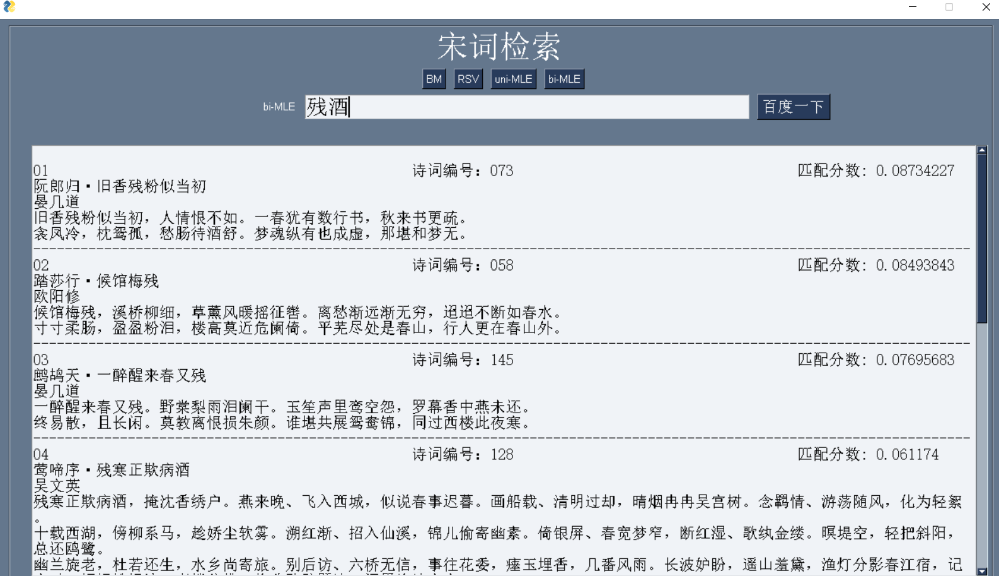 宋词检索
BM RSV uni-MLE bi-MLE
bi-MLE 残酒 百度一下
01 诗词编号：073 匹配分数：0.08734227
阮郎归·旧香残粉似当初
晏几道
旧香残粉似当初，人情恨不如。一春犹有数行书，秋来书更疏。
衾凤冷，枕鸳孤，愁肠待酒舒。梦魂纵有也成虚，那堪和梦无。
02 诗词编号：058 匹配分数：0.08493843
踏莎行·候馆梅残
欧阳修
候馆梅残，溪桥柳细，草薰风暖摇征辔。离愁渐远渐无穷，迢迢不断如春水。
寸寸柔肠，盈盈粉泪，楼高莫近危阑倚。平芜尽处是春山，行人更在春山外。
03 诗词编号：145 匹配分数：0.07695683
鹧鸪天·一醉醒来春又残
晏几道
一醉醒来春又残。野棠梨雨泪阑干。玉笙声里鸾空怨，罗幕香中燕未还。
终易散，且长闲。莫教离恨损朱颜。谁堪共展鸳鸯锦，同过西楼此夜寒。
04 诗词编号：128 匹配分数：0.061174
莺啼序·残寒正欺病酒
吴文英
残寒正欺病酒，掩沈香绣户。燕来晚、飞入西城，似说春事迟暮。画船载、清明过却，晴烟冉冉吴宫树。念羁情、游荡随风，化为轻絮
。
十载西湖，傍柳系马，趁娇尘软雾。溯红渐、招入仙溪，锦儿偷寄幽素。倚银屏、春宽梦窄，断红湿、歌纨金缕。暝堤空，轻把斜阳，
总还鸥鹭。
幽兰旋老，杜若还生，水乡尚寄旅。别后访、六桥无信，事往花委，瘗玉埋香，几番风雨。长波妒盼，遥山羞黛，渔灯分影春江宿，记